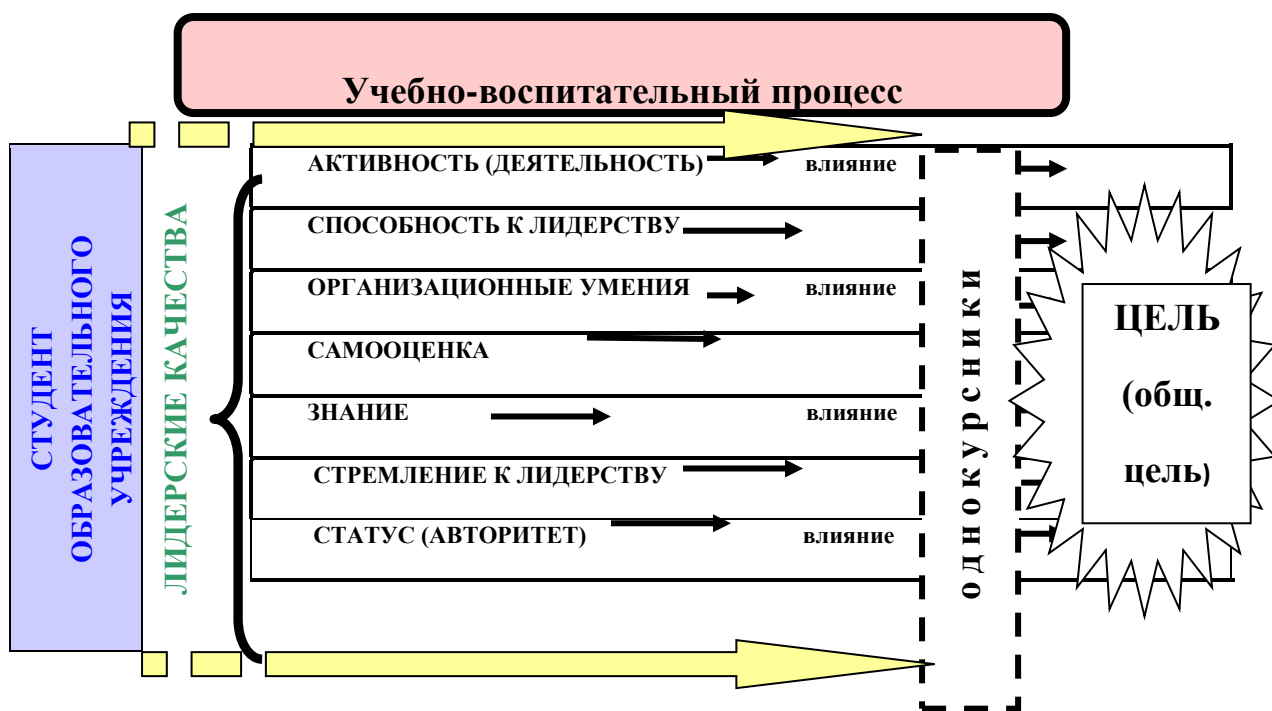 Учебно-воспитательный процесс
СТУДЕНТ
ОБРАЗОВАТЕЛЬНОГО
УЧРЕЖДЕНИЯ
ЛИДЕРСКИЕ КАЧЕСТВА
АКТИВНОСТЬ (ДЕЯТЕЛЬНОСТЬ) влияние
СПОСОБНОСТЬ К ЛИДЕРСТВУ
ОРГАНИЗАЦИОННЫЕ УМЕНИЯ влияние
САМООЦЕНКА
ЗНАНИЕ влияние
СТРЕМЛЕНИЕ К ЛИДЕРСТВУ
СТАТУС (АВТОРИТЕТ) влияние
однокурсники
ЦЕЛЬ
(общ.
цель)